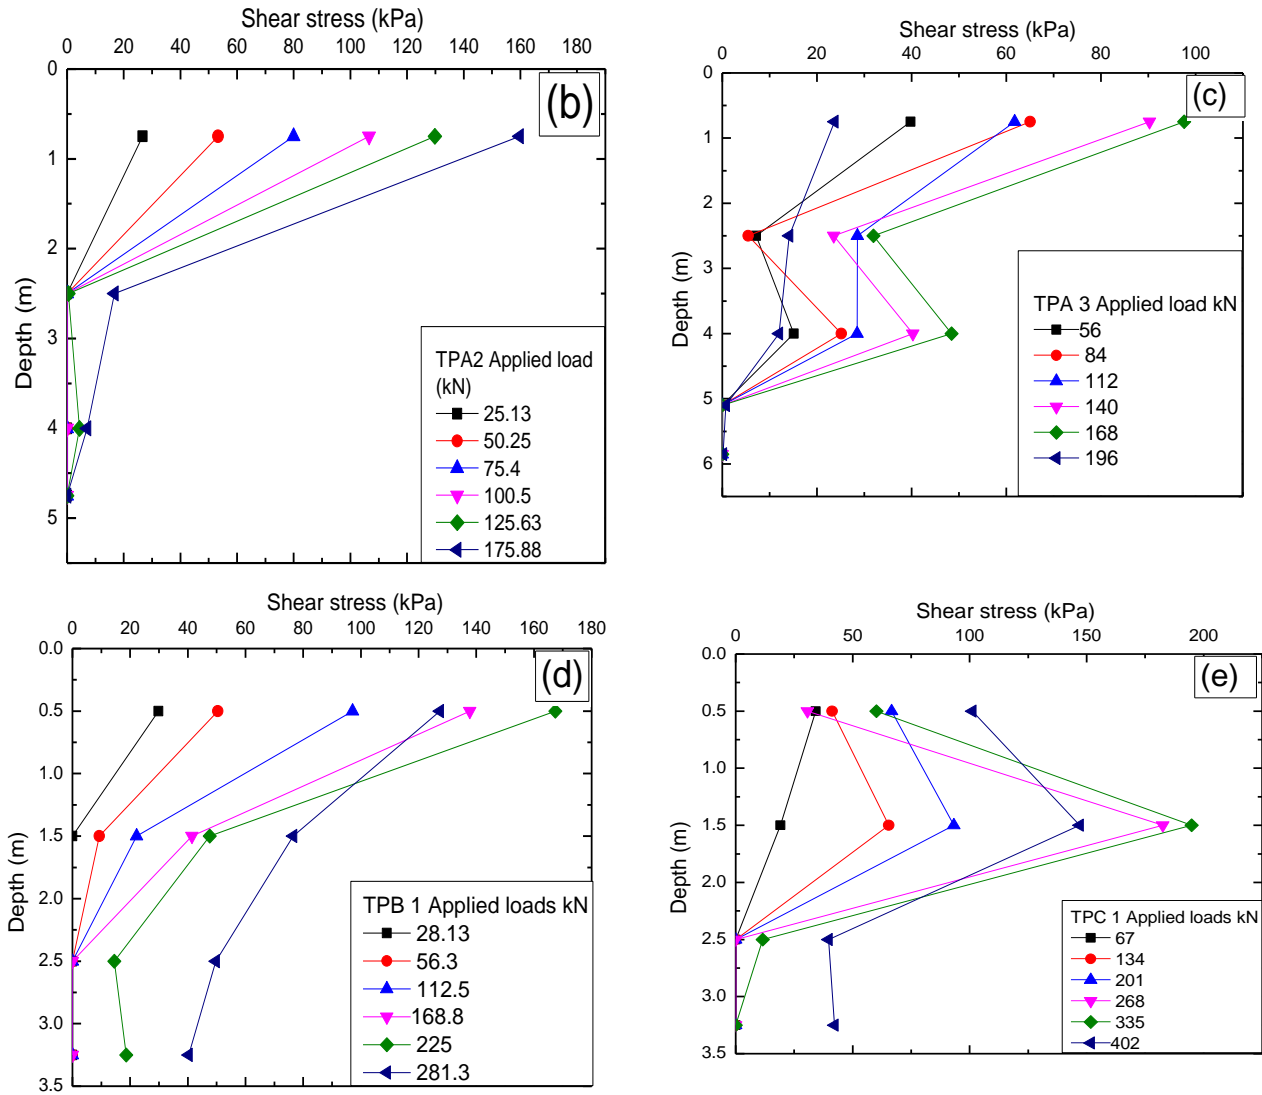 Shear stress (kPa)
0 20 40 60 80 100 120 140 160 180
0
1
2
3
4
5
Depth (m)
(b)
TPA2 Applied load
(kN)
25.13
50.25
75.4
100.5
125.63
175.88
Shear stress (kPa)
0 20 40 60 80 100
0
1
2
3
4
5
6
Depth (m)
(c)
TPA 3 Applied load kN
56
84
112
140
168
196
Shear stress (kPa)
0 20 40 60 80 100 120 140 160 180
0.0
0.5
1.0
1.5
2.0
2.5
3.0
3.5
Depth (m)
(d)
TPB 1 Applied loads kN
28.13
56.3
112.5
168.8
225
281.3
Shear stress (kPa)
0 50 100 150 200
0.0
0.5
1.0
1.5
2.0
2.5
3.0
3.5
Depth (m)
(e)
TPC 1 Applied loads kN
67
134
201
268
335
402